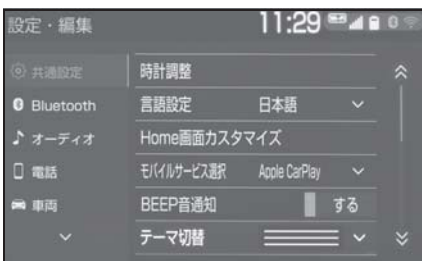 設定・編集 11:29
共通設定
Bluetooth
オーディオ
電話
車両
時計調整
言語設定 日本語
Home画面カスタマイズ
モバイルサービス選択 Apple CarPlay
BEEP音通知 する
テーマ切替